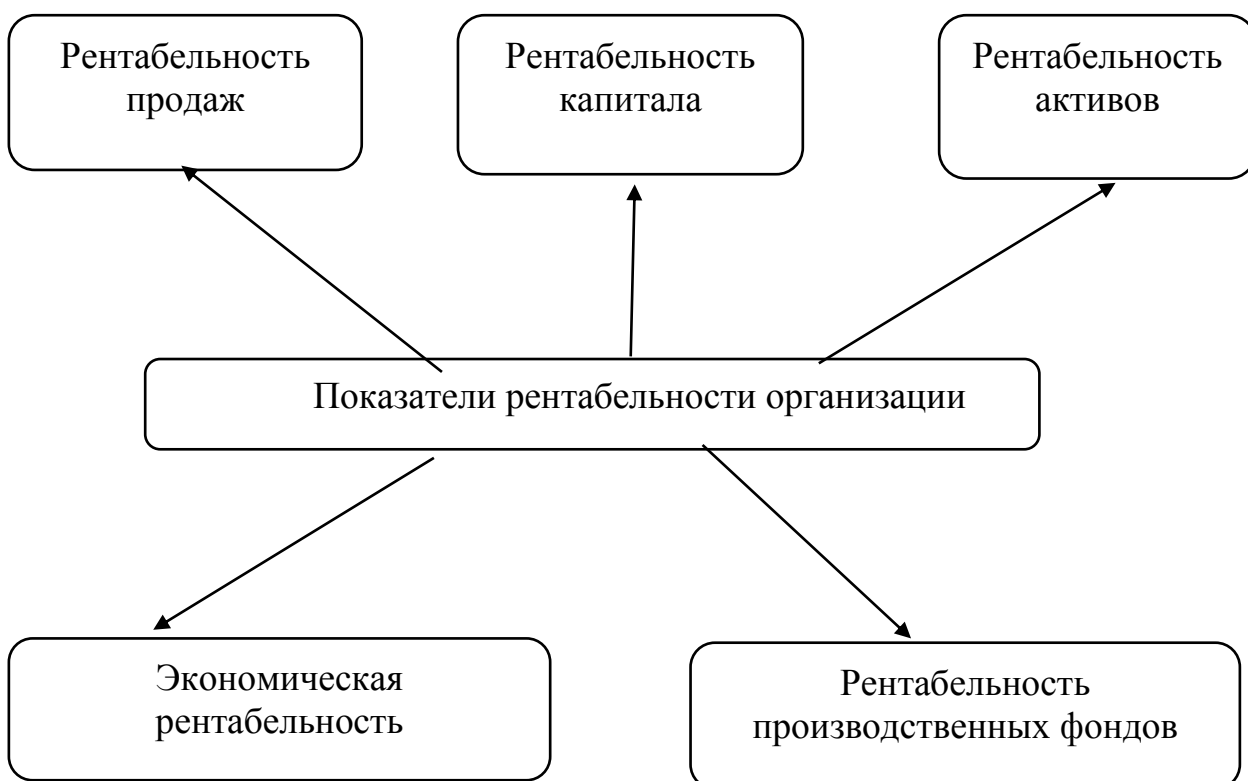 Рентабельность
продаж
Рентабельность
капитала
Рентабельность
активов
Показатели рентабельности организации
Экономическая
рентабельность
Рентабельность
производственных фондов